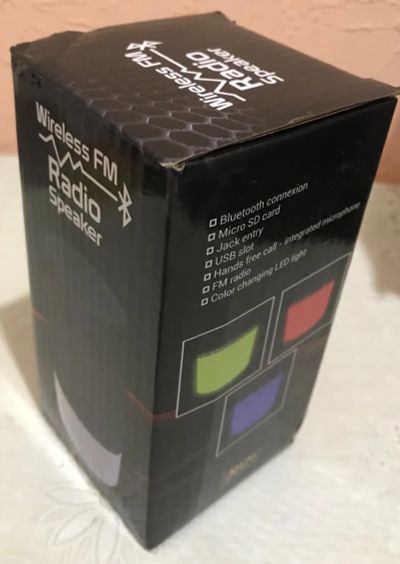 Wireless FM
Radio
Speaker
Wireless FM
Radio
Speaker
Bluetooth connexion
Micro SD card
Jack entry
USB slot
Hands free call - integrated microphone
FM radio
Color changing LED light